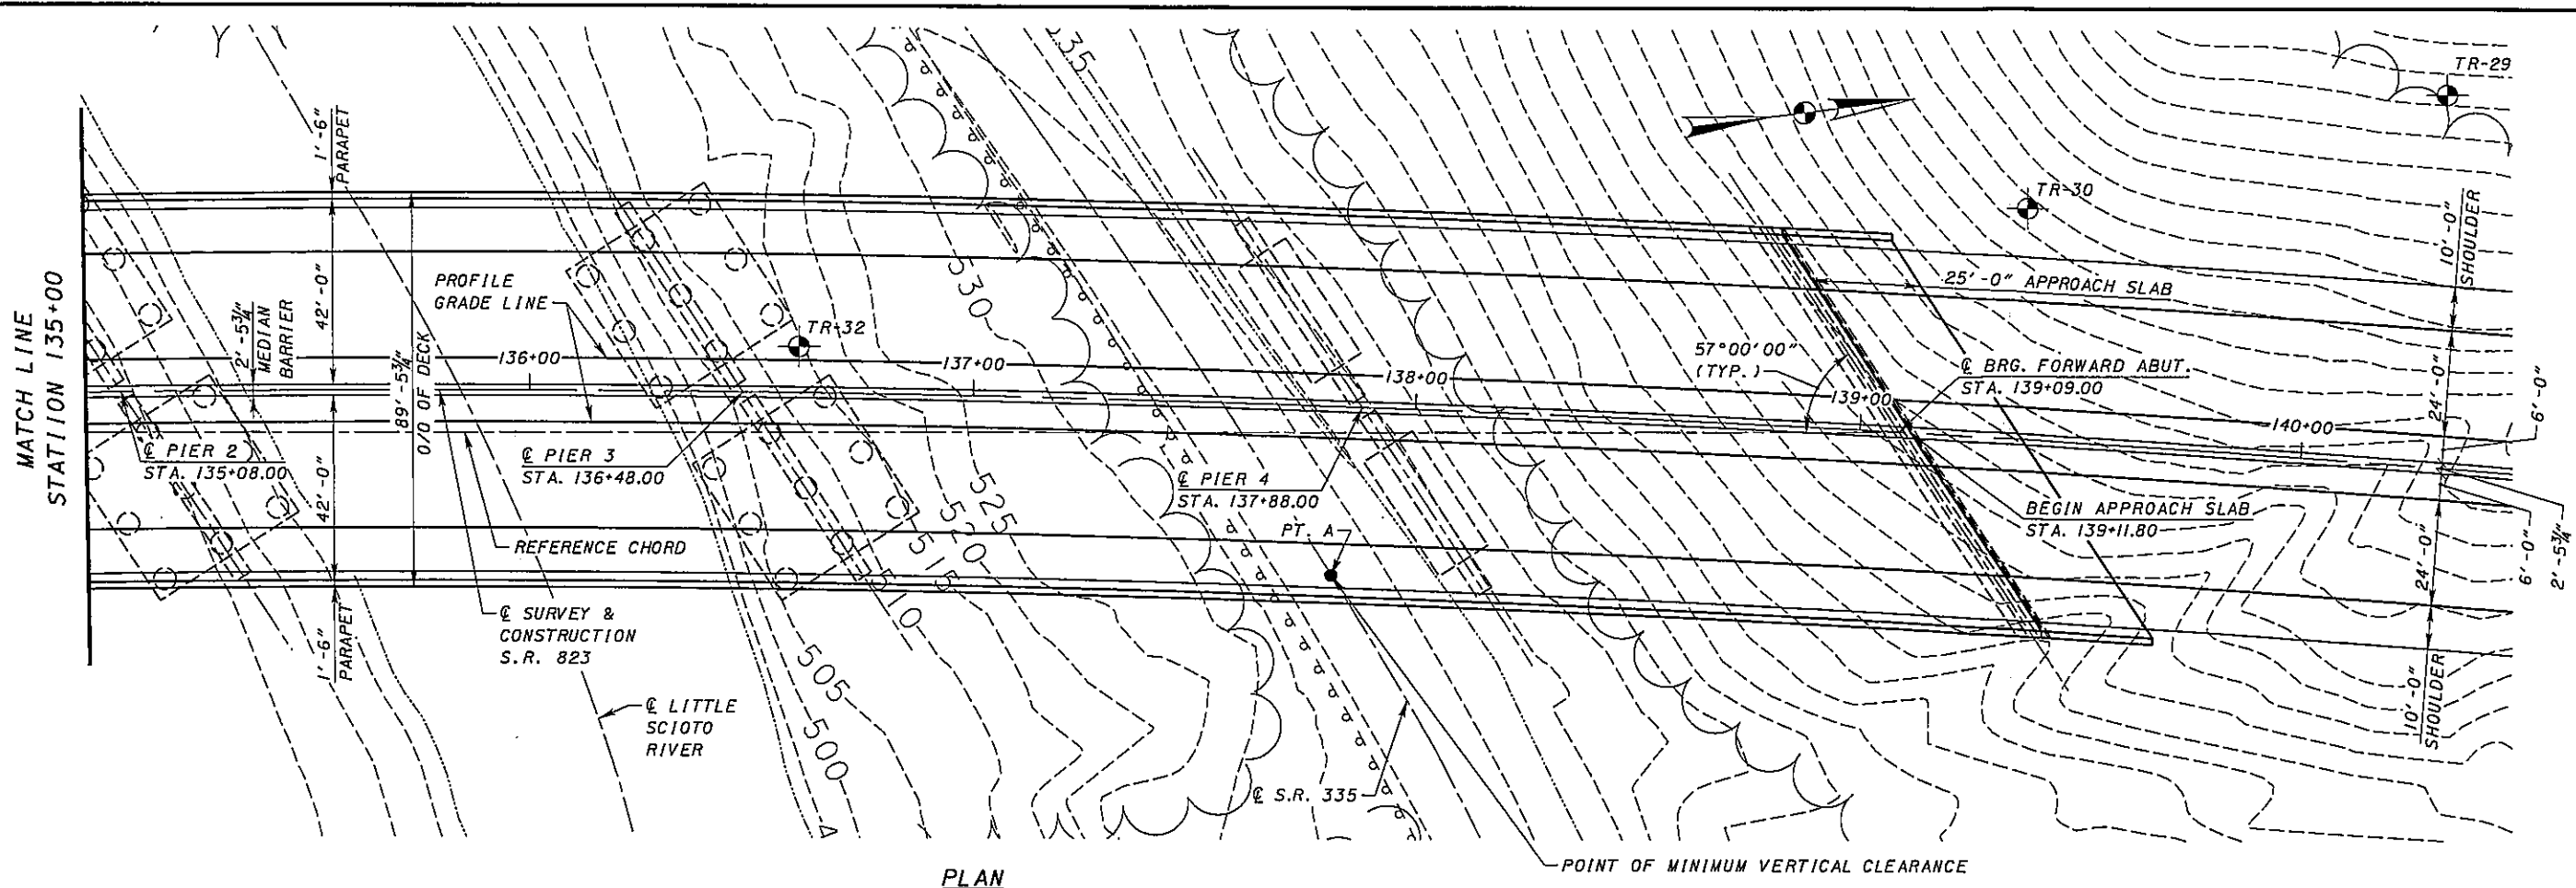 TR-29
535
1'-6"
PARAPET
TR-30
10'-0"
SHOULDER
MATCH LINE
STATION 135+00
PROFILE
GRADE LINE
530
25'-0" APPROACH SLAB
42'-0"
2'-5¾"
MEDIAN
BARRIER
89'-5¾"
O/O OF DECK
TR-32
136+00
137+00
138+00
139+00
140+00
57°00'00"
(TYP.)
℄ BRG. FORWARD ABUT.
STA. 139+09.00
24'-0"
6'-0"
℄ PIER 2
STA. 135+08.00
℄ PIER 3
STA. 136+48.00
℄ PIER 4
STA. 137+88.00
42'-0"
525
520
515
510
505
500
REFERENCE CHORD
PT. A
BEGIN APPROACH SLAB
STA. 139+11.80
24'-0"
6'-0"
2'-5¾"
1'-6"
PARAPET
℄ SURVEY &
CONSTRUCTION
S.R. 823
10'-0"
SHOULDER
℄ LITTLE
SCIOTO
RIVER
℄ S.R. 335
POINT OF MINIMUM VERTICAL CLEARANCE
PLAN